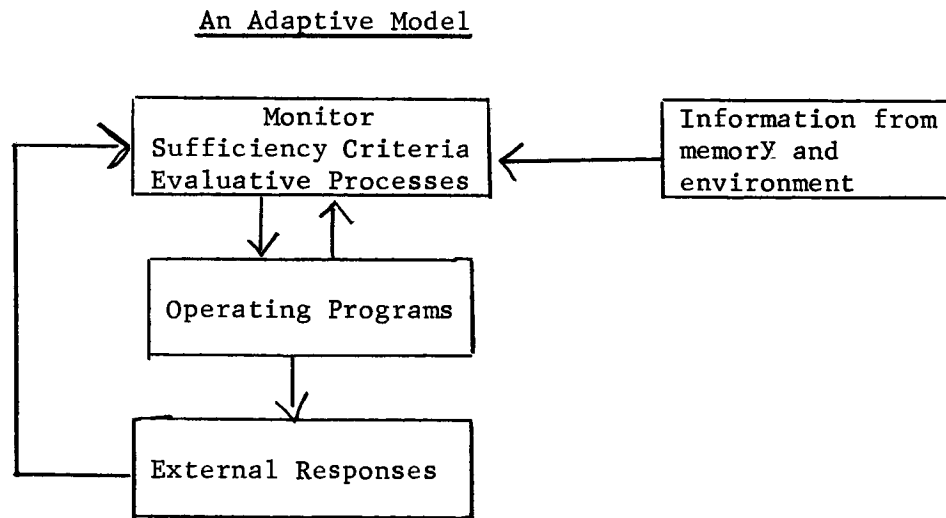 An Adaptive Model
Monitor
Sufficiency Criteria
Evaluative Processes
Information from
memory and
environment
Operating Programs
External Responses